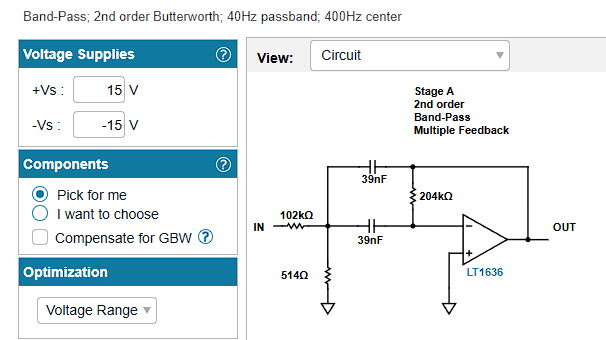 Band-Pass; 2nd order Butterworth; 40Hz passband; 400Hz center
Voltage Supplies ?
+Vs : 15 V
-Vs : -15 V
Components ?
Pick for me
I want to choose
Compensate for GBW ?
Optimization
Voltage Range
View: Circuit
Stage A
2nd order
Band-Pass
Multiple Feedback
39nF
204kΩ
102kΩ
IN
39nF
514Ω
-
+
LT1636
OUT